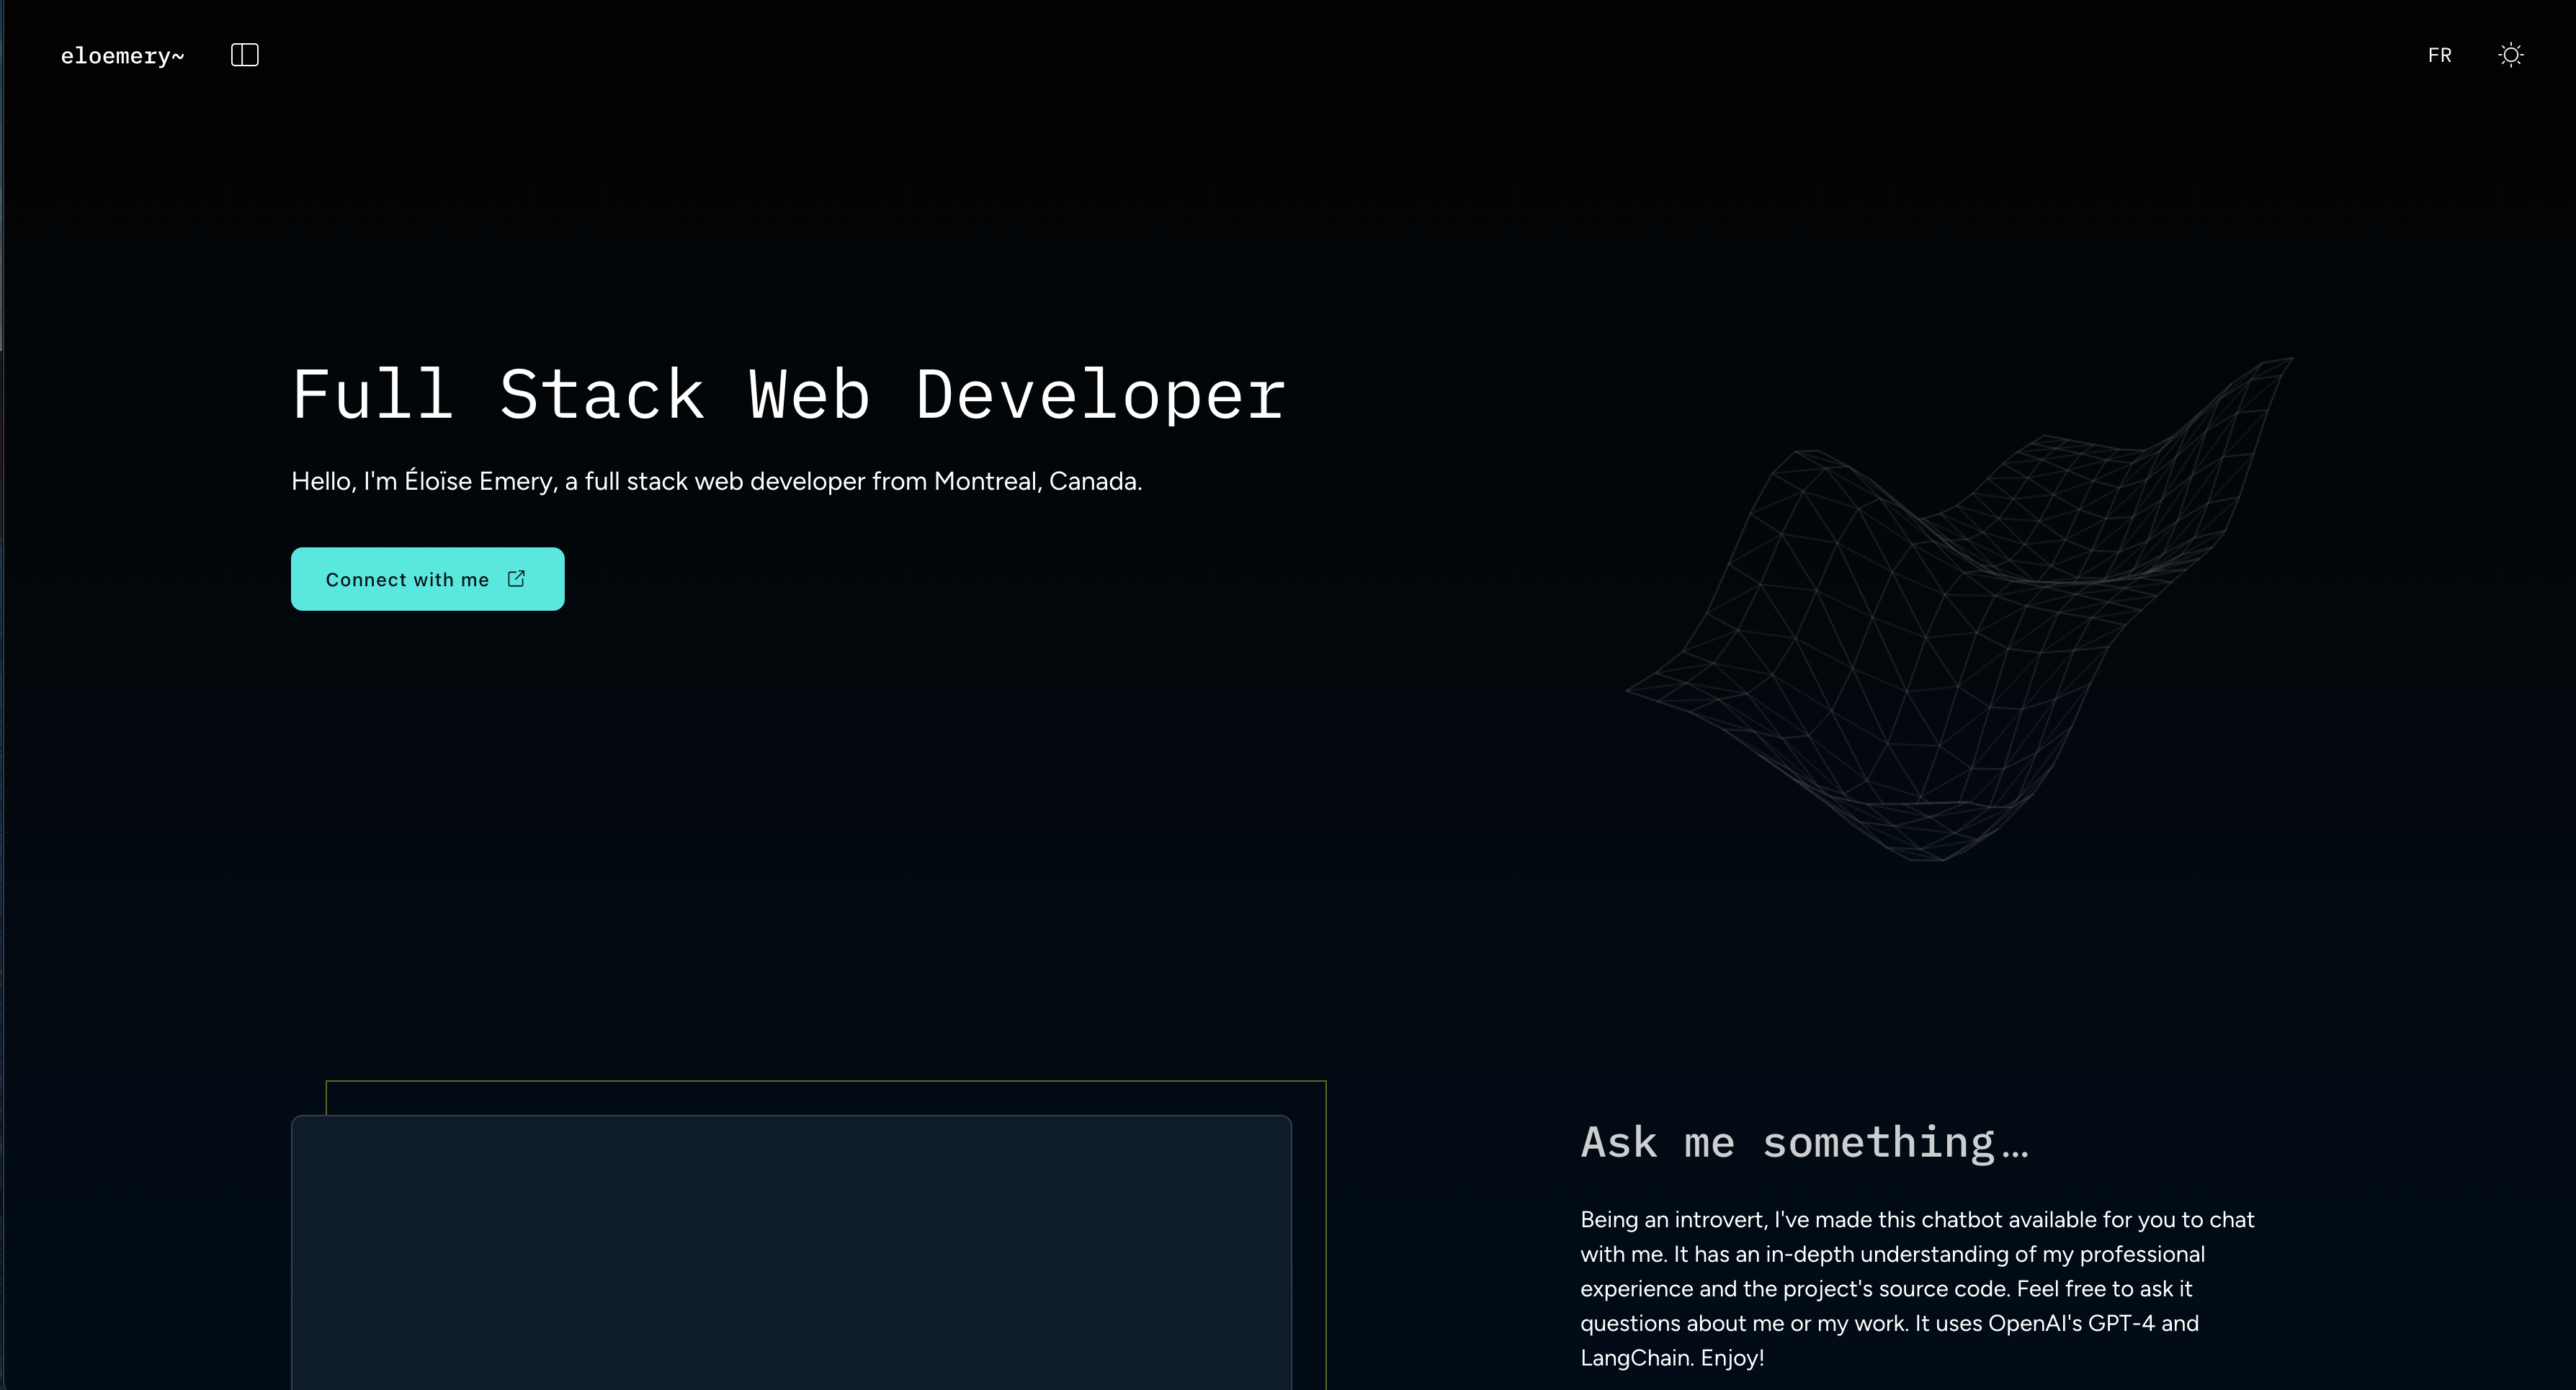 eloemery~
FR
Full Stack Web Developer
Hello, I'm Éloïse Emery, a full stack web developer from Montreal, Canada.
Connect with me
Ask me something…
Being an introvert, I've made this chatbot available for you to chat
with me. It has an in-depth understanding of my professional
experience and the project's source code. Feel free to ask it
questions about me or my work. It uses OpenAI's GPT-4 and
LangChain. Enjoy!